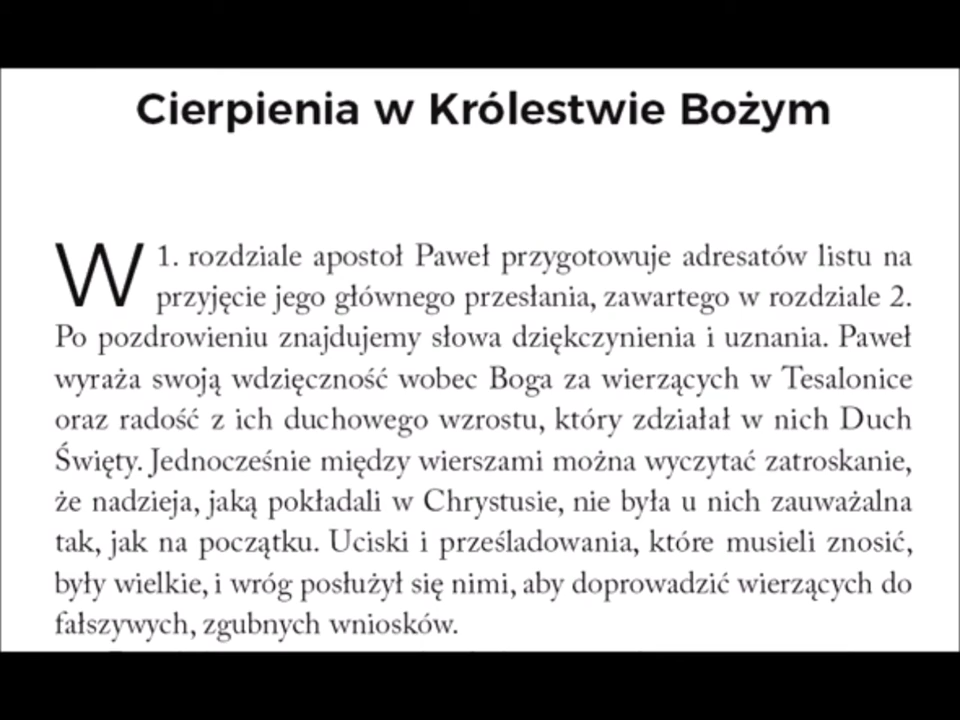 Cierpienia w Królestwie Bożym
W 1. rozdziale apostoł Paweł przygotowuje adresatów listu na
przyjęcie jego głównego przesłania, zawartego w rozdziale 2.
Po pozdrowieniu znajdujemy słowa dziękczynienia i uznania. Paweł
wyraża swoją wdzięczność wobec Boga za wierzących w Tesalonice
oraz radość z ich duchowego wzrostu, który zdziałał w nich Duch
Święty. Jednocześnie między wierszami można wyczytać zatroskanie,
że nadzieja, jaką pokładali w Chrystusie, nie była u nich zauważalna
tak, jak na początku. Uciski i prześladowania, które musieli znosić,
były wielkie, i wróg posłużył się nimi, aby doprowadzić wierzących do
fałszywych, zgubnych wniosków.